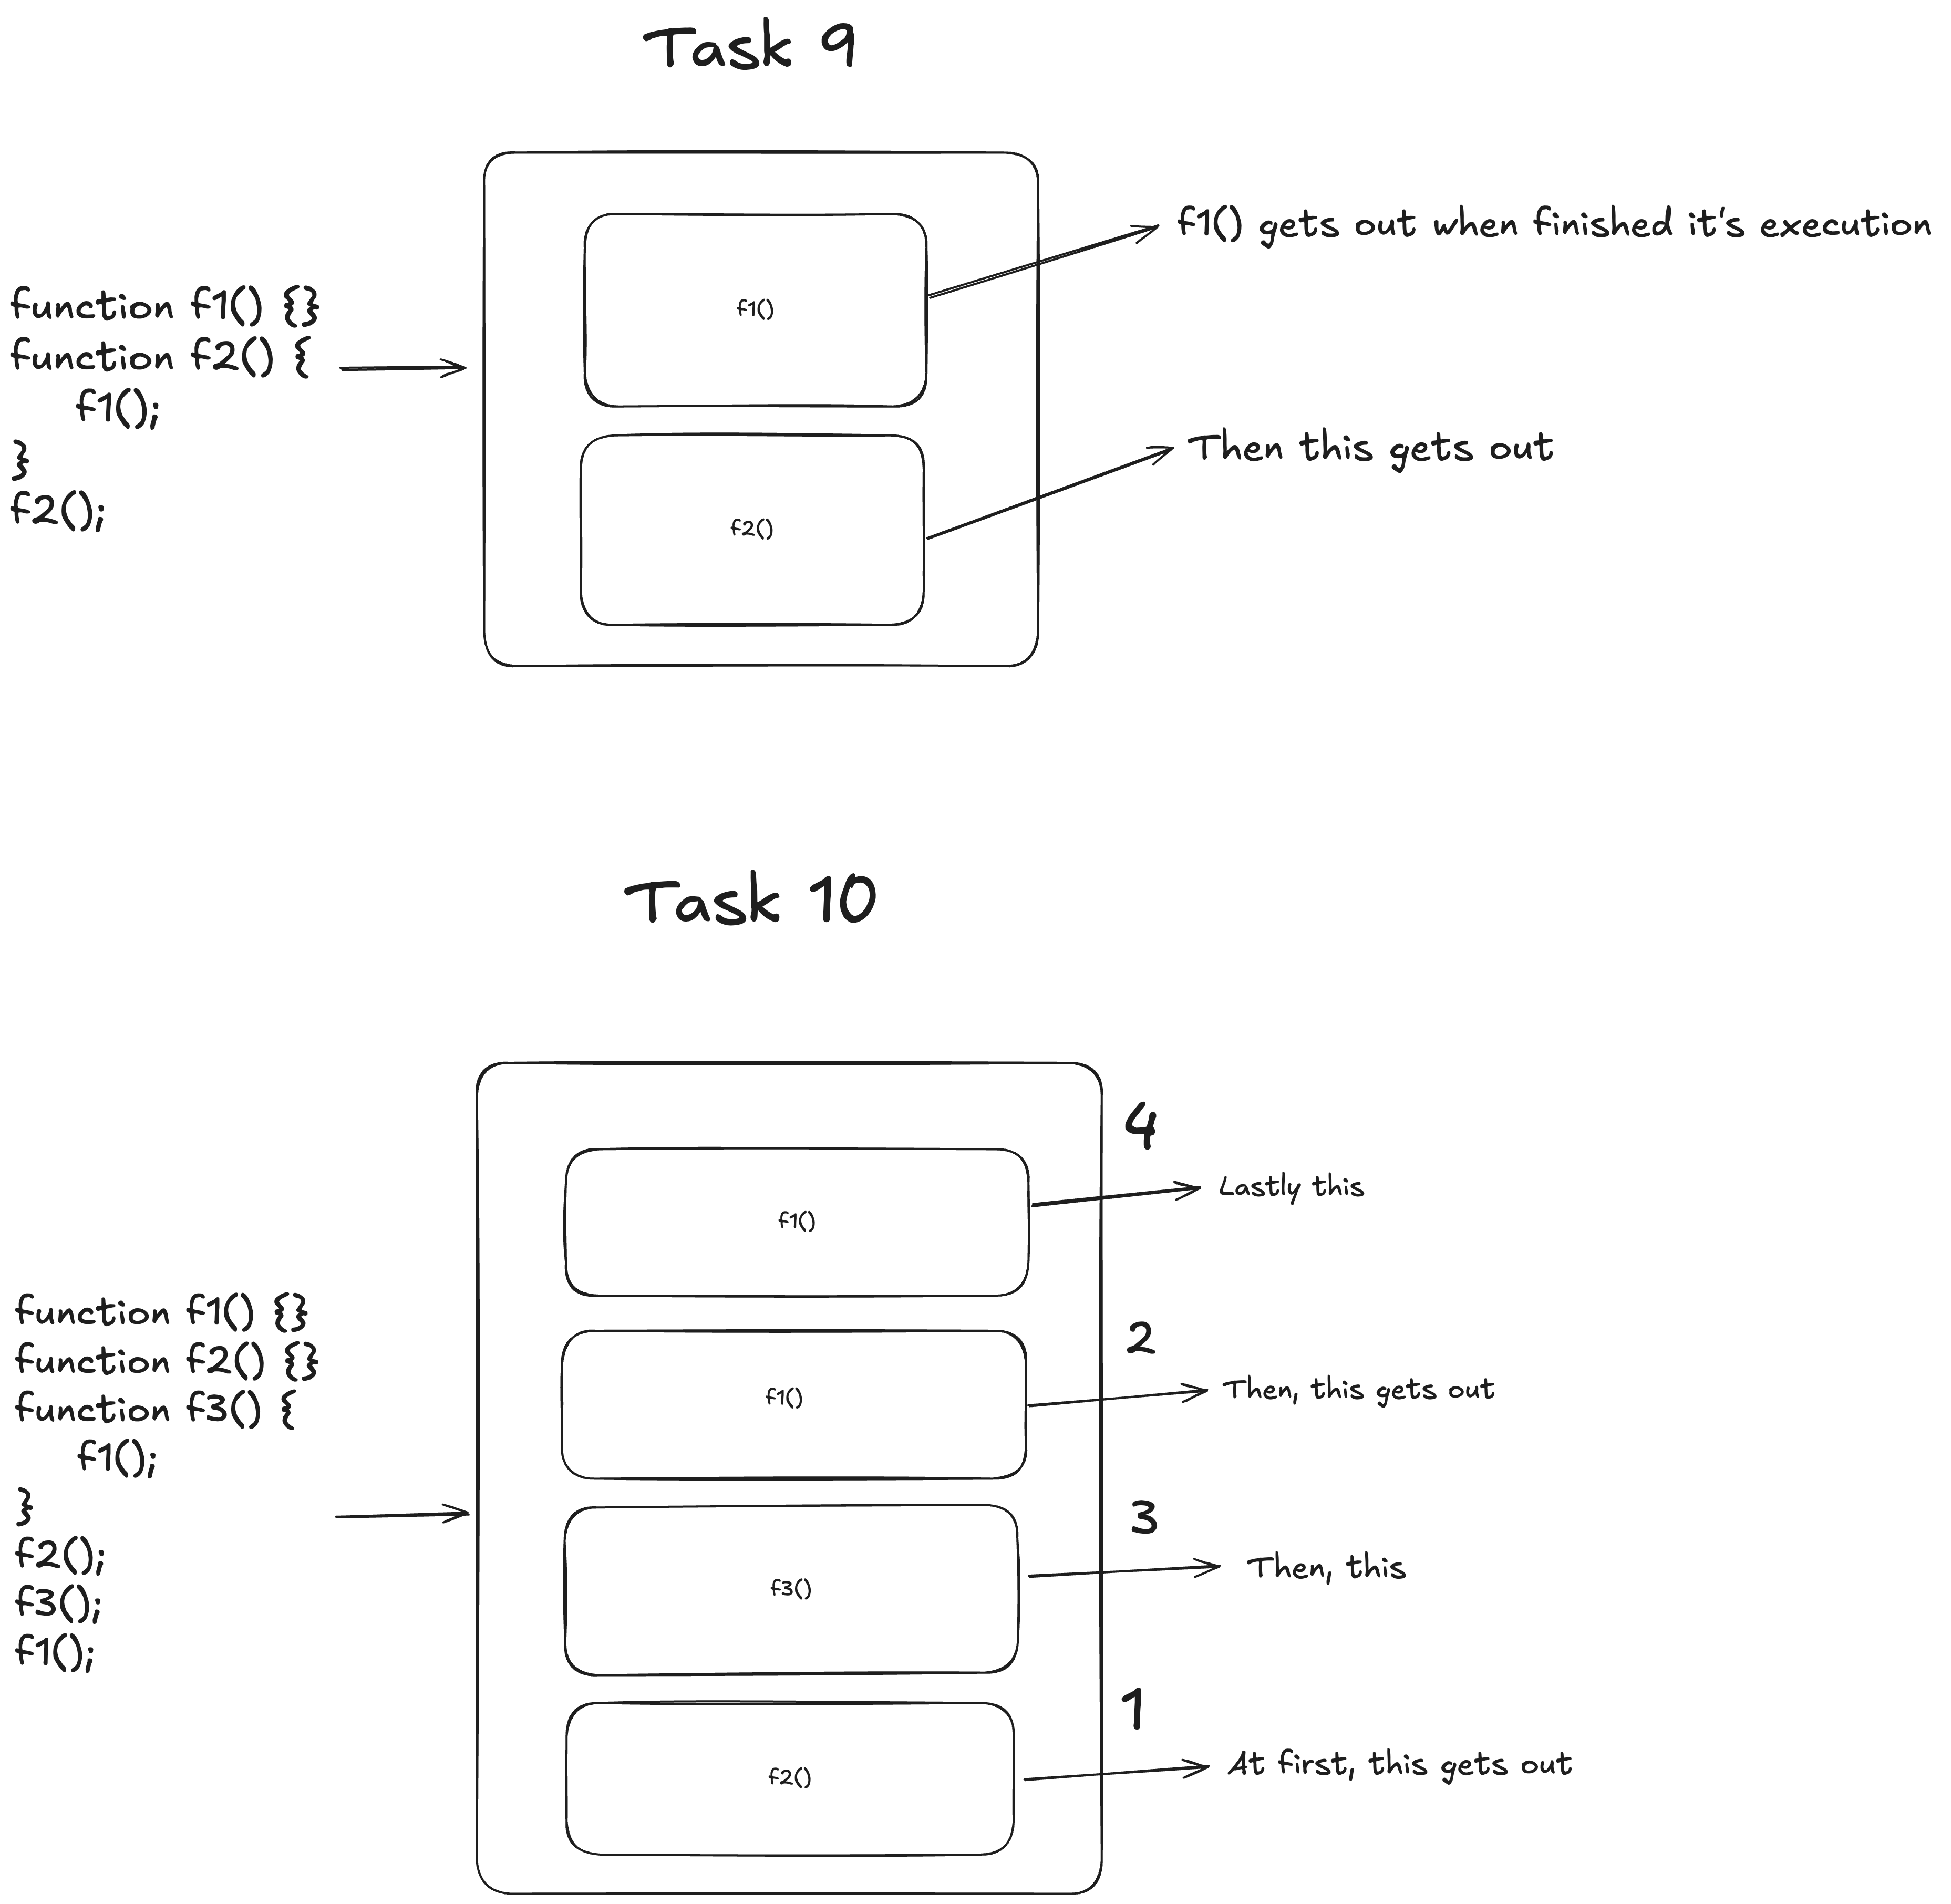 Task 9
function f1() {}
function f2() {
f1();
}
f2();
f1()
f1() gets out when finished it's execution
f2()
Then this gets out
Task 10
function f1() {}
function f2() {}
function f3() {
f1();
}
f2();
f3();
f1();
4
f1()
Lastly this
2
f1()
Then, this gets out
3
f3()
Then, this
1
f2()
At first, this gets out